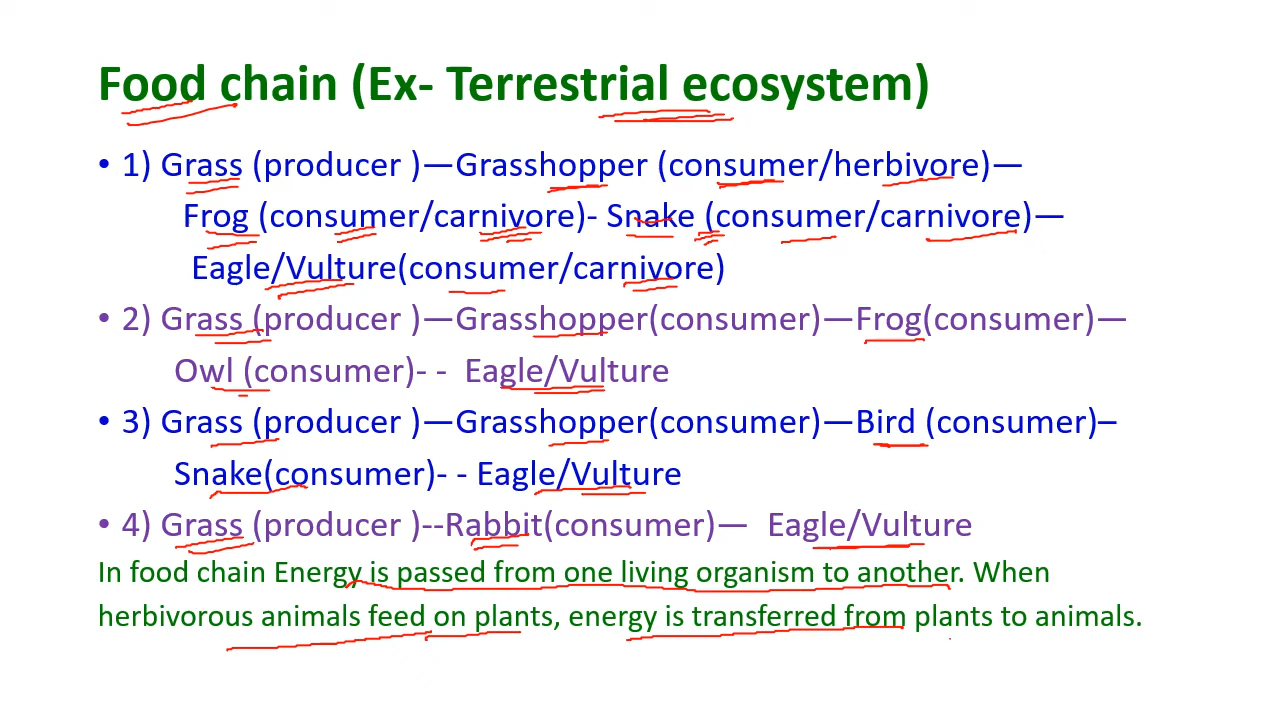 Food chain (Ex- Terrestrial ecosystem)
• 1) Grass (producer )—Grasshopper (consumer/herbivore)—
Frog (consumer/carnivore)- Snake (consumer/carnivore)—
Eagle/Vulture(consumer/carnivore)
• 2) Grass (producer )—Grasshopper(consumer)—Frog(consumer)—
Owl (consumer)- - Eagle/Vulture
• 3) Grass (producer )—Grasshopper(consumer)—Bird (consumer)–
Snake(consumer)- - Eagle/Vulture
• 4) Grass (producer )--Rabbit(consumer)— Eagle/Vulture
In food chain Energy is passed from one living organism to another. When
herbivorous animals feed on plants, energy is transferred from plants to animals.